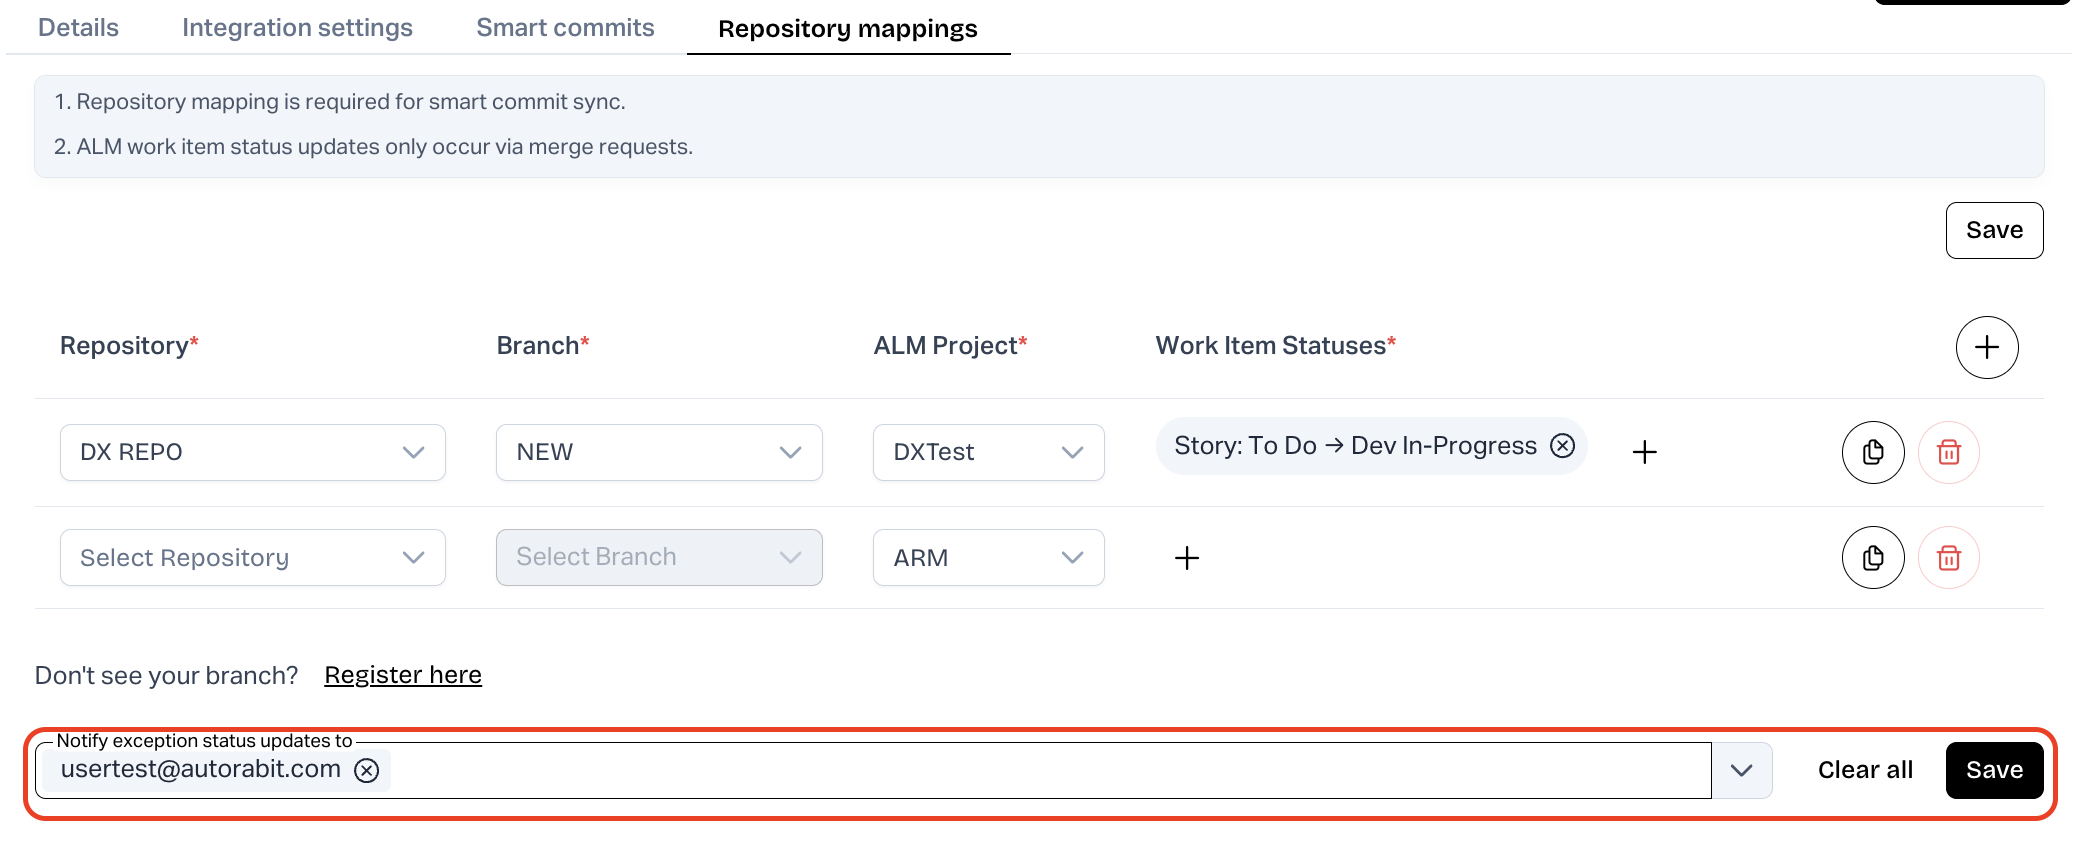 Details Integration settings Smart commits Repository mappings
1. Repository mapping is required for smart commit sync.
2. ALM work item status updates only occur via merge requests.
Save
Repository* Branch* ALM Project* Work Item Statuses*
DX REPO NEW DXTest Story: To Do → Dev In-Progress
Select Repository Select Branch ARM
Don't see your branch? Register here
Notify exception status updates to
usertest@autorabit.com Clear all Save